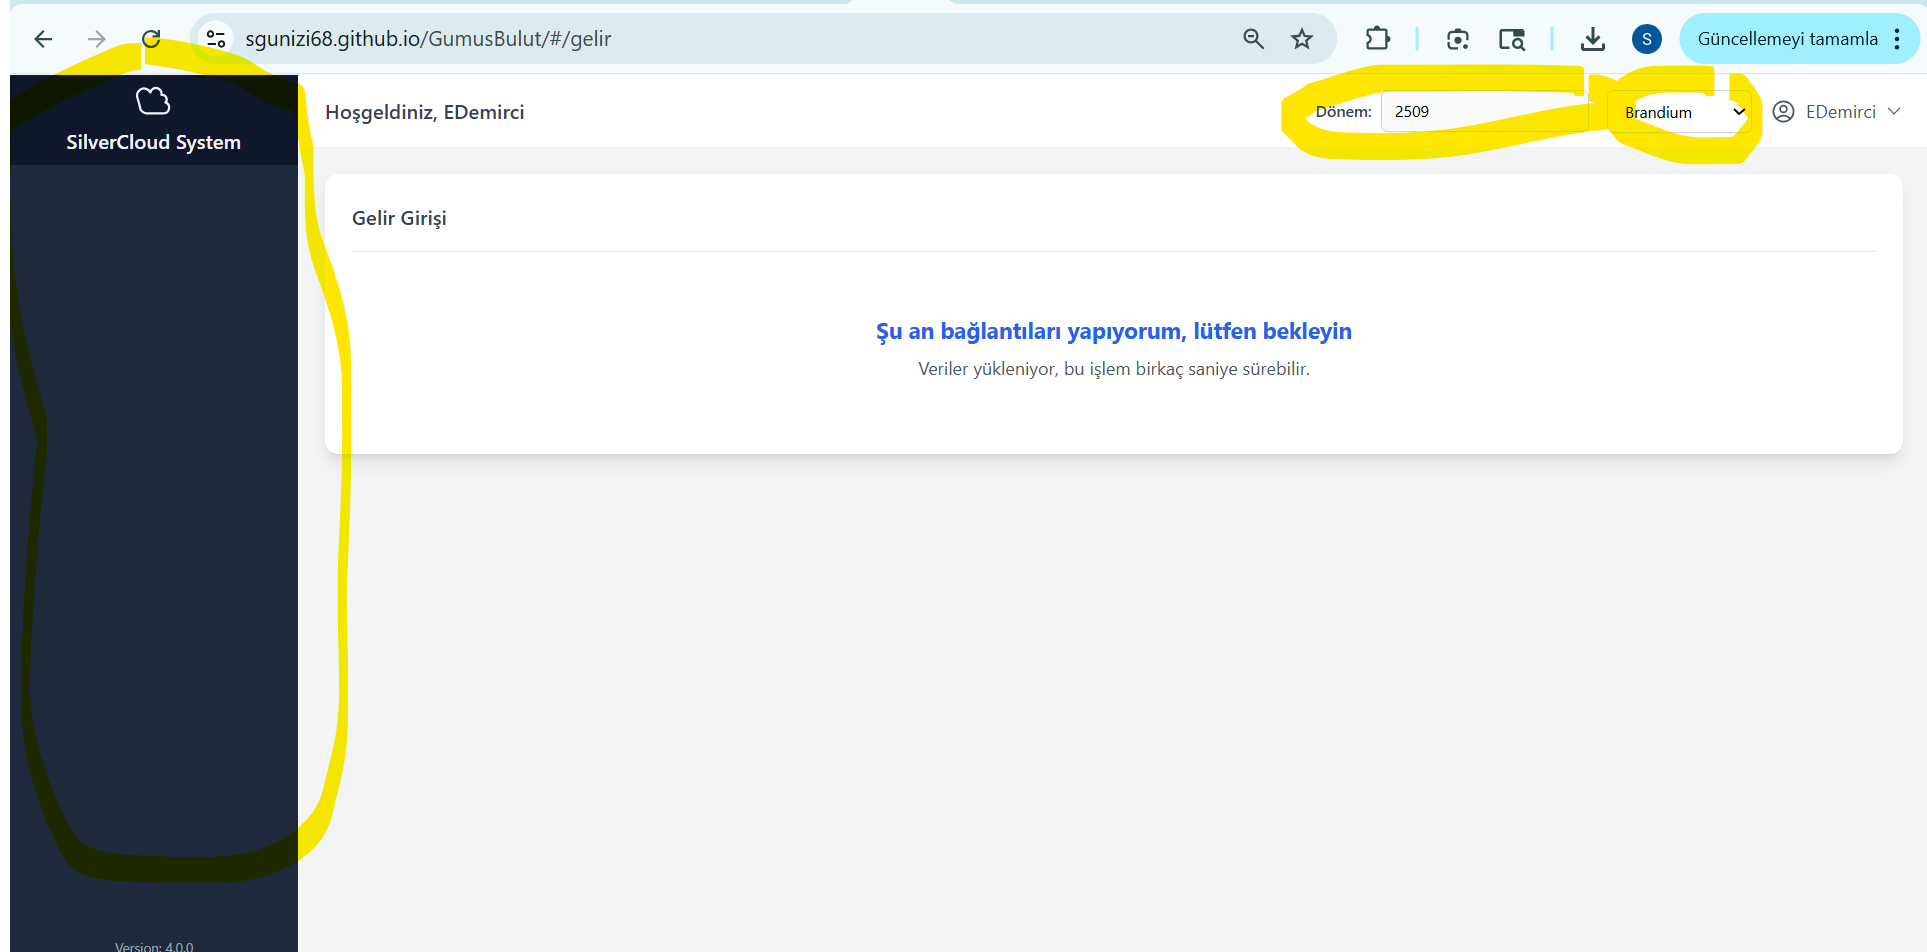 sgunizi68.github.io/GumusBulut/#/gelir
S
Güncellemeyi tamamla
SilverCloud System
Hoşgeldiniz, EDemirci
Dönem: 2509
Brandium
EDemirci
Gelir Girişi
Şu an bağlantıları yapıyorum, lütfen bekleyin
Veriler yükleniyor, bu işlem birkaç saniye sürebilir.
Version: 4.0.0